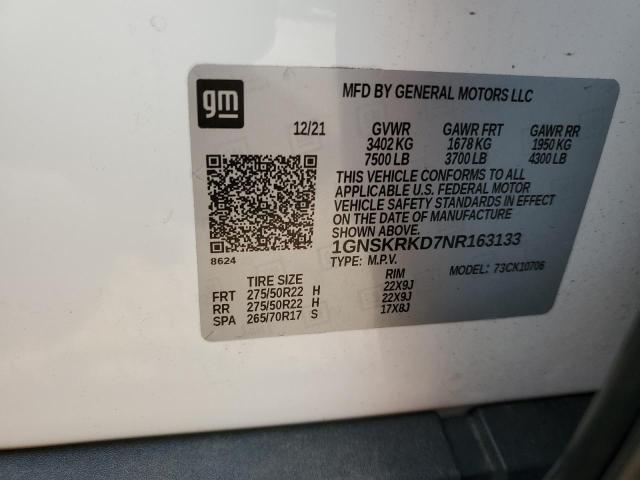 gm
MFD BY GENERAL MOTORS LLC
12/21 GVWR GAWR FRT GAWR RR
3402 KG 1678 KG 1950 KG
7500 LB 3700 LB 4300 LB
THIS VEHICLE CONFORMS TO ALL
APPLICABLE U.S. FEDERAL MOTOR
VEHICLE SAFETY STANDARDS IN EFFECT
ON THE DATE OF MANUFACTURE
SHOWN ABOVE.
1GNSKRKD7NR163133
8624
TYPE: M.P.V. MODEL: 73CK10706
TIRE SIZE RIM
FRT 275/50R22 H 22X9J
RR 275/50R22 H 22X9J
SPA 265/70R17 S 17X8J